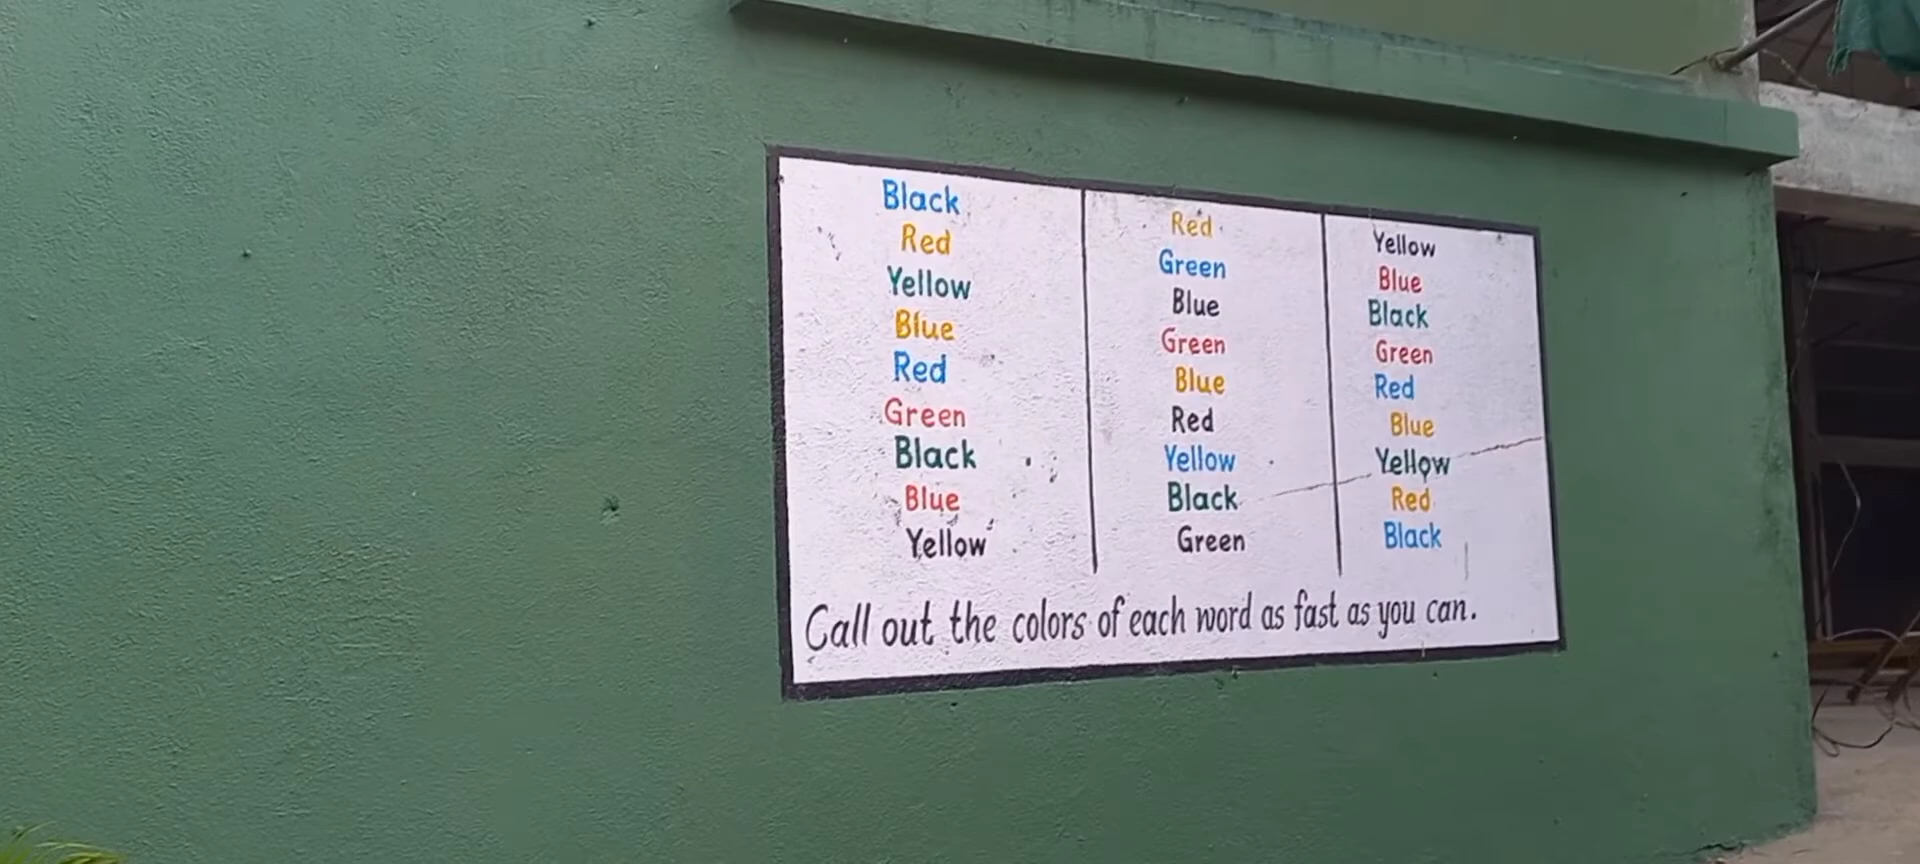 Black
Red
Yellow
Blue
Red
Green
Black
Blue
Yellow
Red
Green
Blue
Green
Blue
Red
Yellow
Black
Green
Yellow
Blue
Black
Green
Red
Blue
Yellow
Red
Black
Call out the colors of each word as fast as you can.